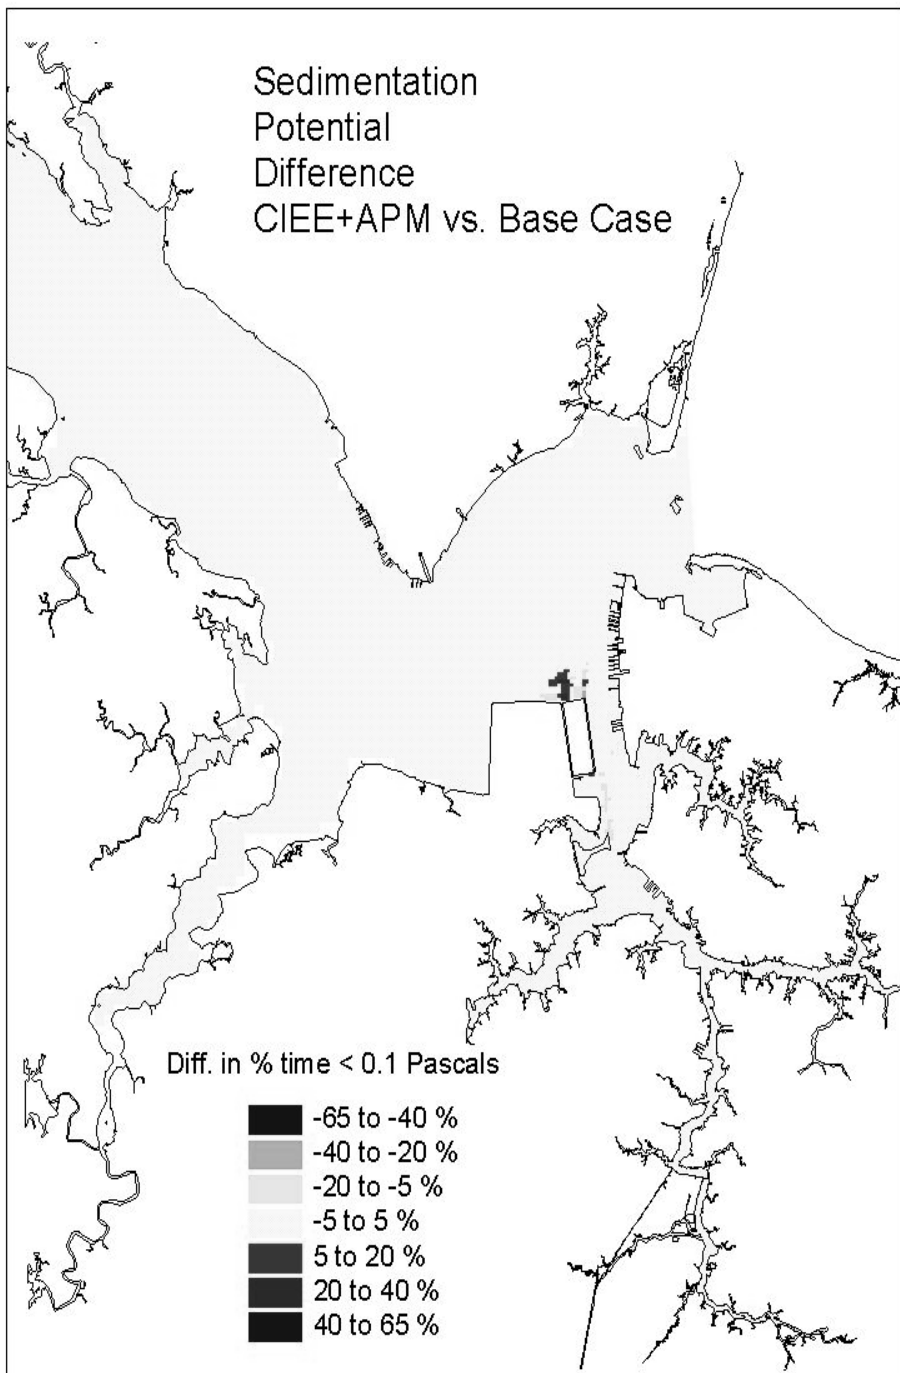 Sedimentation
Potential
Difference
CIEE+APM vs. Base Case
Diff. in % time < 0.1 Pascals
-65 to -40 %
-40 to -20 %
-20 to -5 %
-5 to 5 %
5 to 20 %
20 to 40 %
40 to 65 %